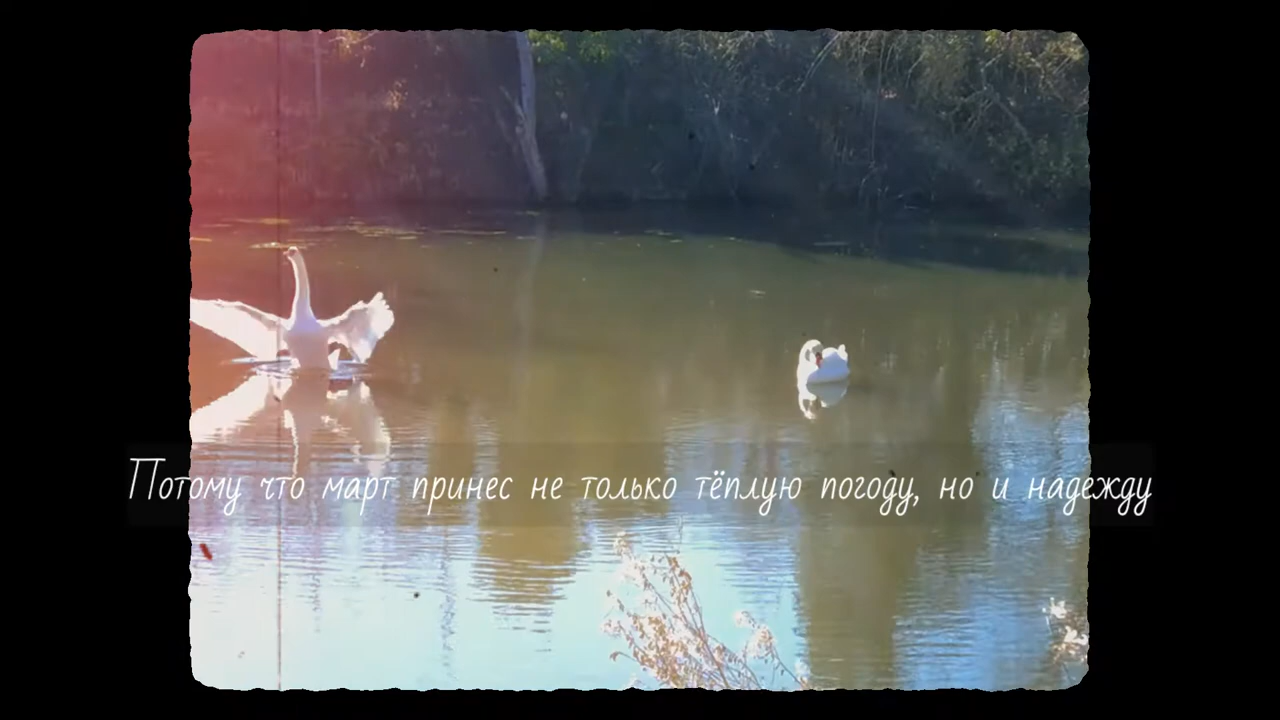 Потому что март принес не только тёплую погоду, но и надежду